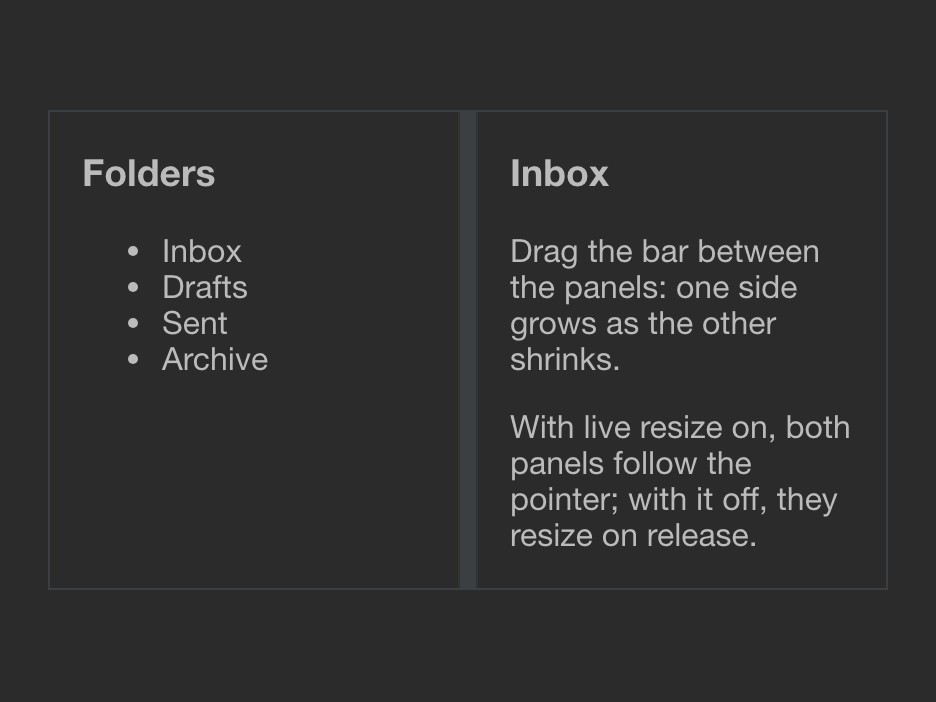 Folders
• Inbox
• Drafts
• Sent
• Archive
Inbox
Drag the bar between
the panels: one side
grows as the other
shrinks.
With live resize on, both
panels follow the
pointer; with it off, they
resize on release.